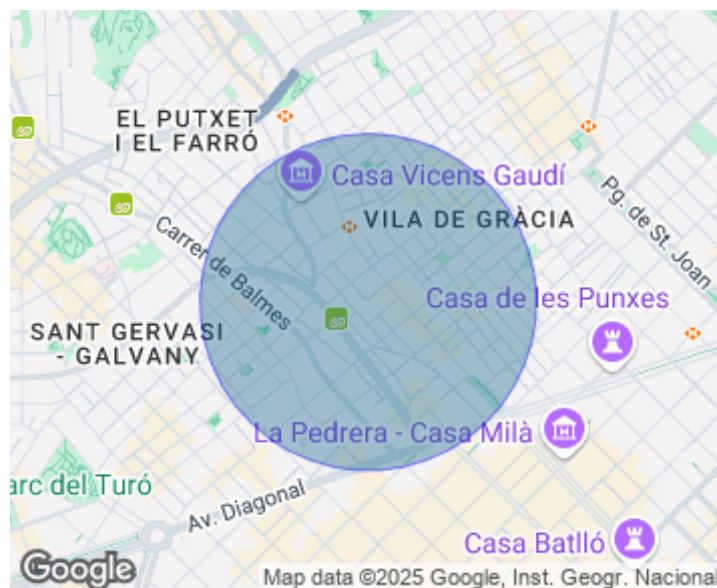 EL PUTXET
I EL FARRÓ
Casa Vicens Gaudí
VILA DE GRÀCIA
Pg. de St. Joan
Carrer de Balmes
Casa de les Punxes
SANT GERVASI
- GALVANY
La Pedrera - Casa Milà
arc del Turó
Av. Diagonal
Casa Batlló
Google
Map data ©2025 Google, Inst. Geogr. Nacional